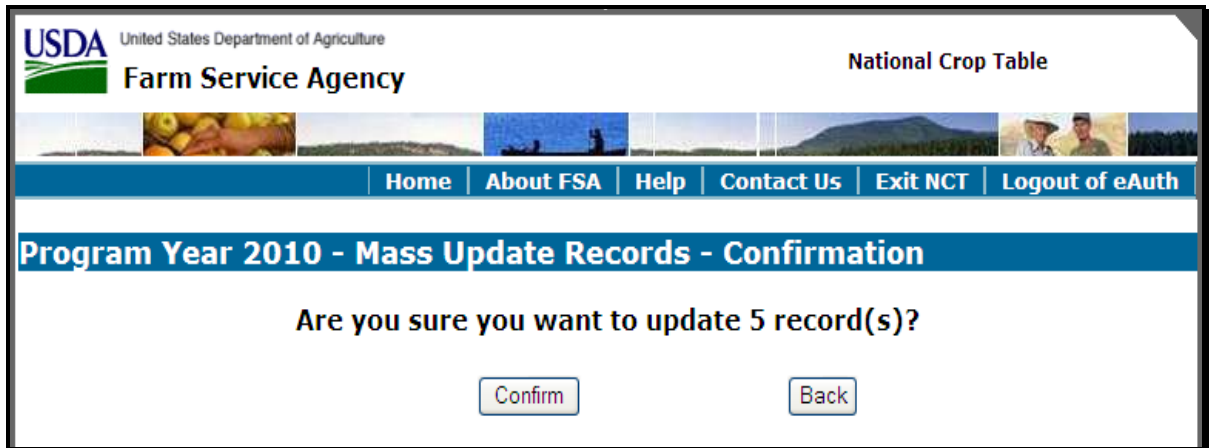 USDA
United States Department of Agriculture
Farm Service Agency
National Crop Table
Home | About FSA | Help | Contact Us | Exit NCT | Logout of eAuth
Program Year 2010 - Mass Update Records - Confirmation
Are you sure you want to update 5 record(s)?
Confirm Back